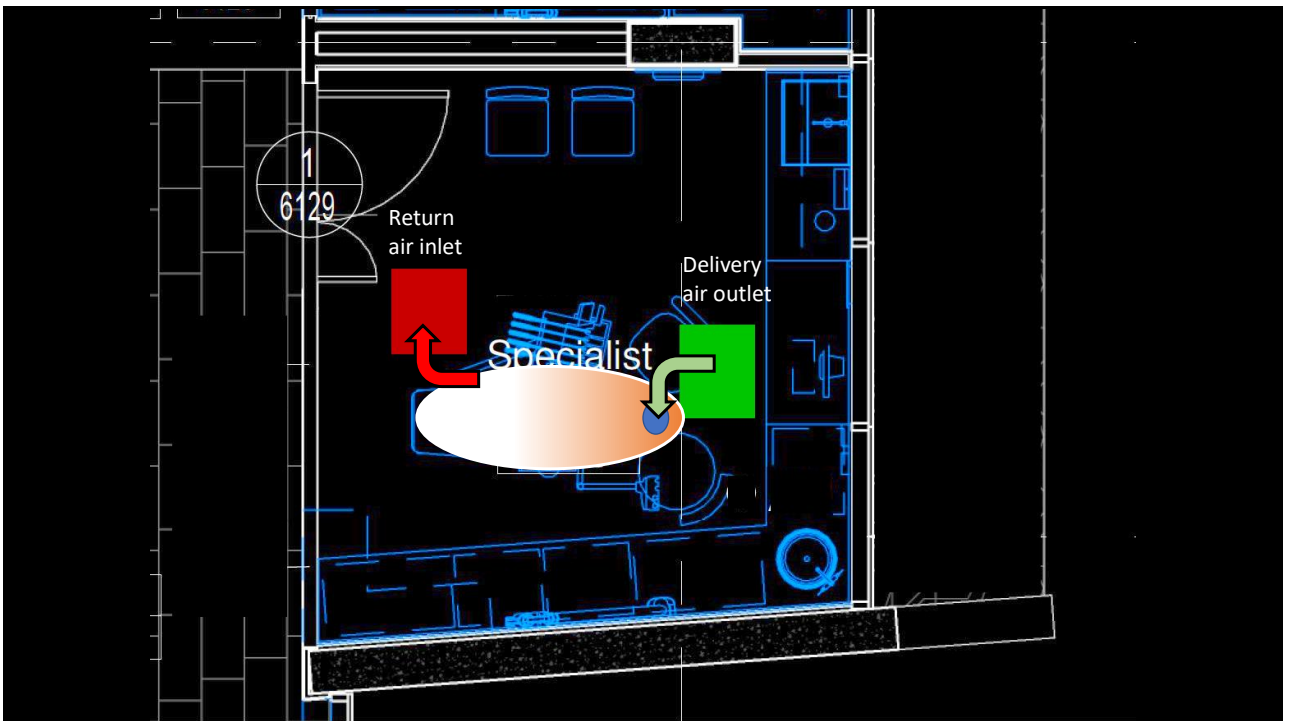 1
6129
Return
air inlet
Delivery
air outlet
Specialist